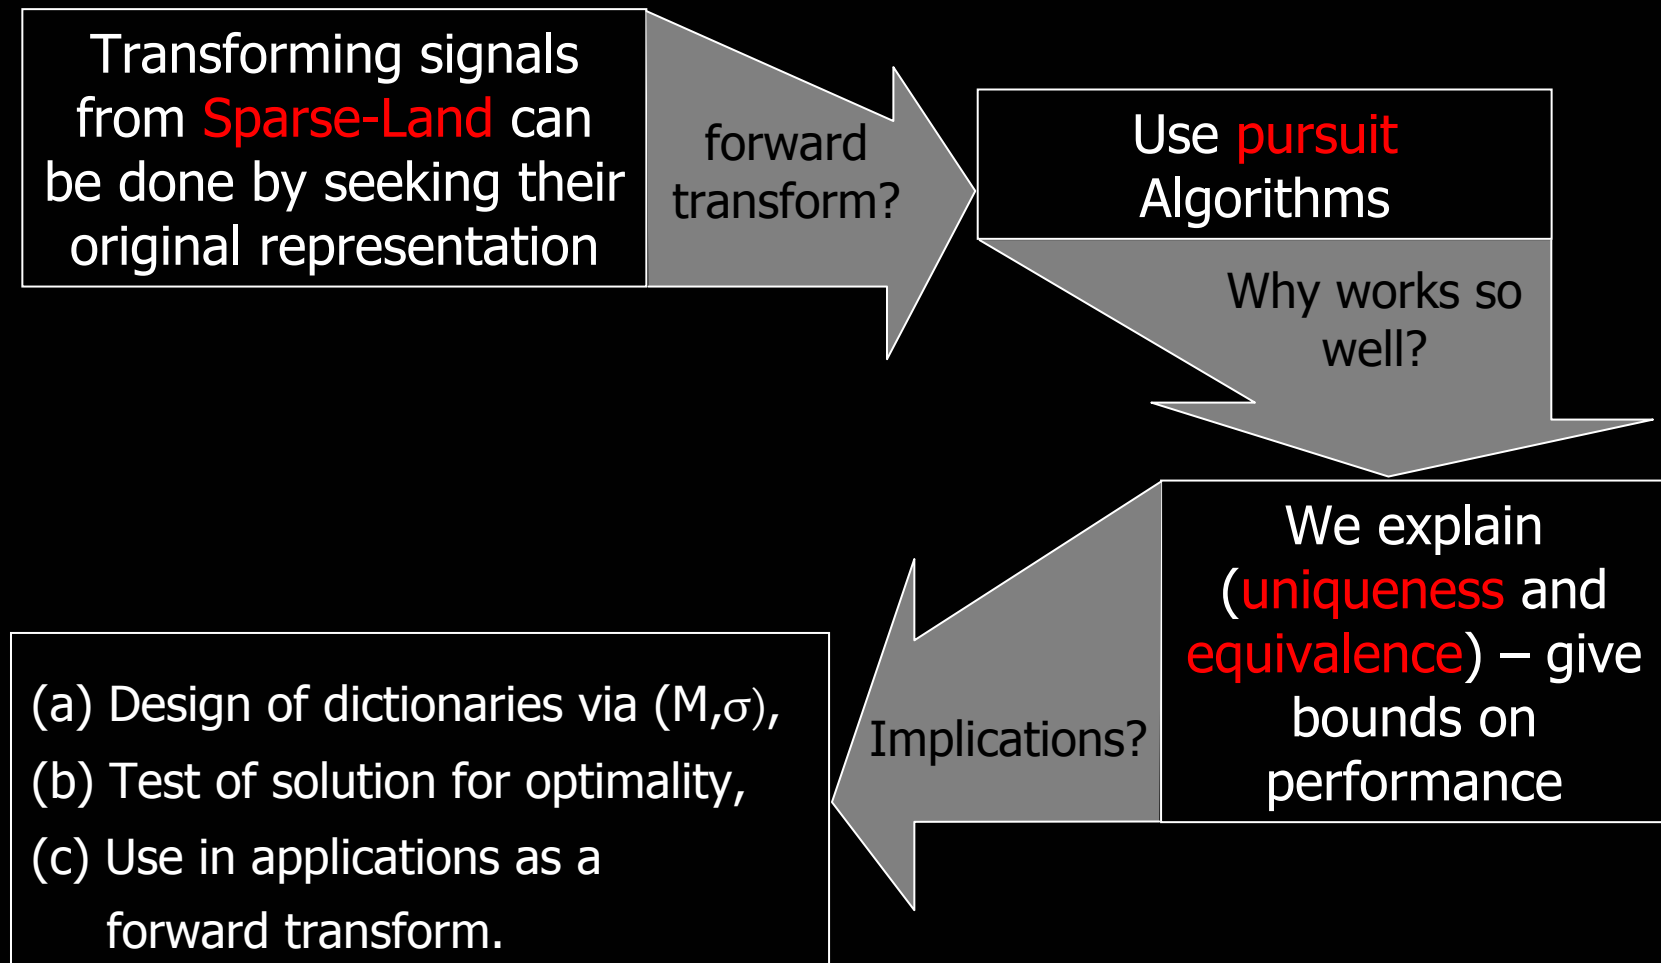 Transforming signals
from Sparse-Land can
be done by seeking their
original representation
forward
transform?
Use pursuit
Algorithms
Why works so
well?
We explain
(uniqueness and
equivalence) – give
bounds on
performance
Implications?
(a) Design of dictionaries via (M,σ),
(b) Test of solution for optimality,
(c) Use in applications as a
forward transform.